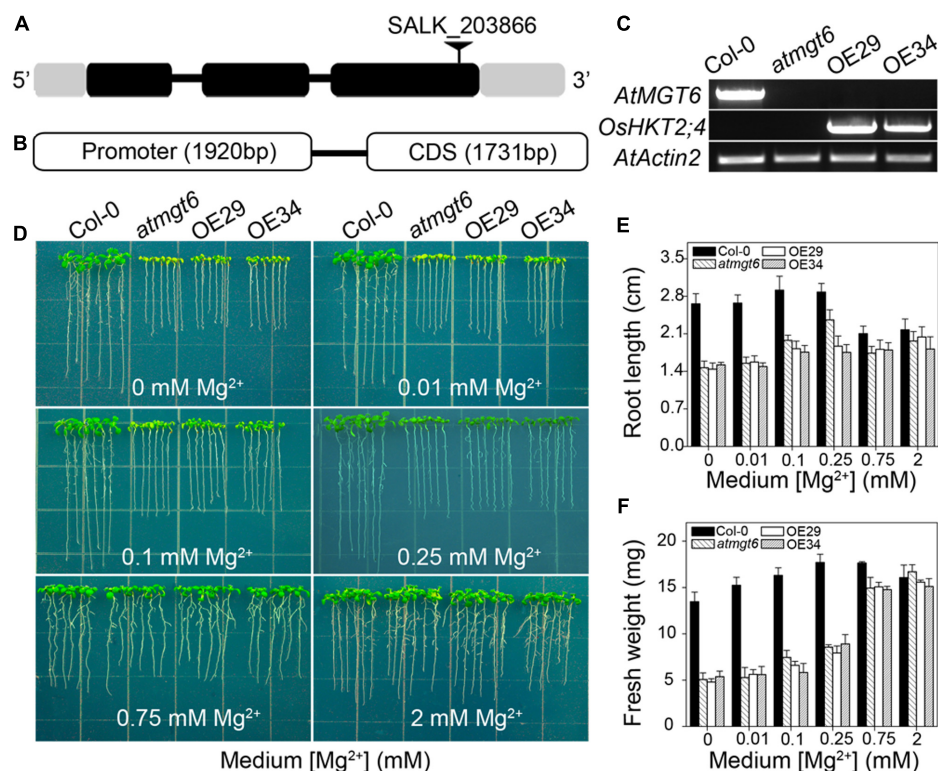 A
SALK_203866
5’
3’
B
Promoter (1920bp)
CDS (1731bp)
C
Col-0
atmgt6
OE29
OE34
AtMGT6
OsHKT2;4
AtActin2
D
Col-0
atmgt6
OE29
OE34
Col-0
atmgt6
OE29
OE34
0 mM Mg²⁺
0.01 mM Mg²⁺
0.1 mM Mg²⁺
0.25 mM Mg²⁺
0.75 mM Mg²⁺
2 mM Mg²⁺
Medium [Mg²⁺] (mM)
E
Root length (cm)
3.5
2.8
2.1
1.4
0.7
0.0
Col-0
OE29
atmgt6
OE34
0 0.01 0.1 0.25 0.75 2
Medium [Mg²⁺] (mM)
F
Fresh weight (mg)
20
15
10
5
0
Col-0
OE29
atmgt6
OE34
0 0.01 0.1 0.25 0.75 2
Medium [Mg²⁺] (mM)